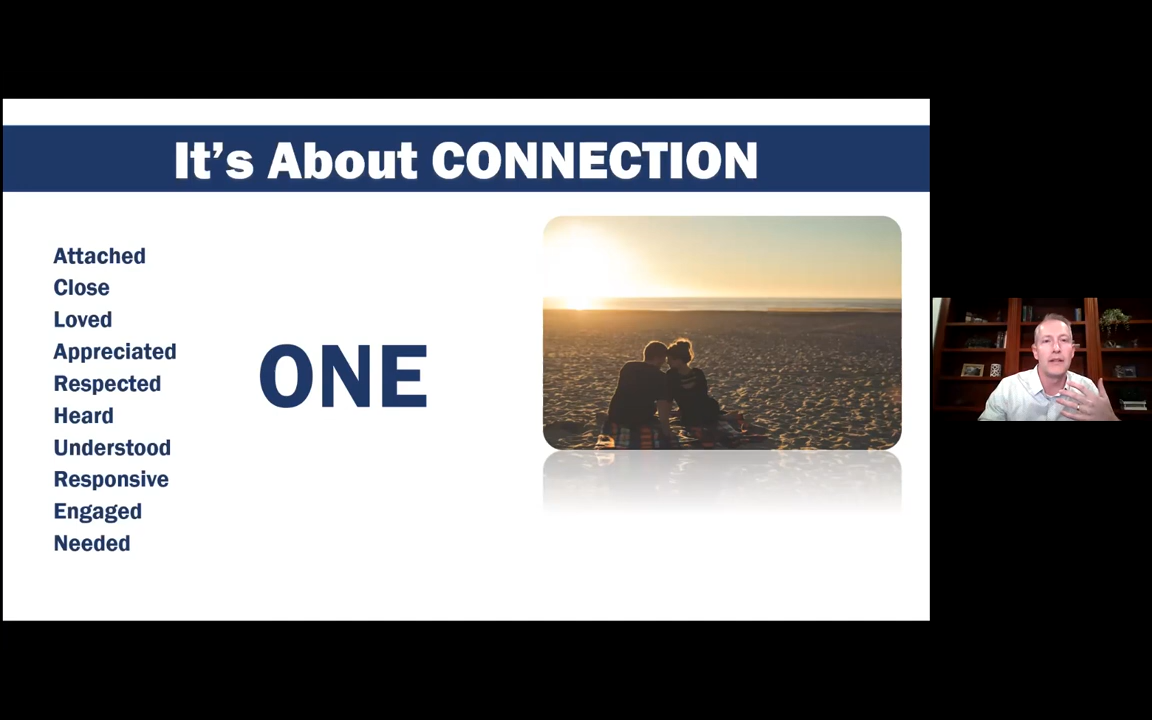 It's About CONNECTION
Attached
Close
Loved
Appreciated
Respected
Heard
Understood
Responsive
Engaged
Needed
ONE